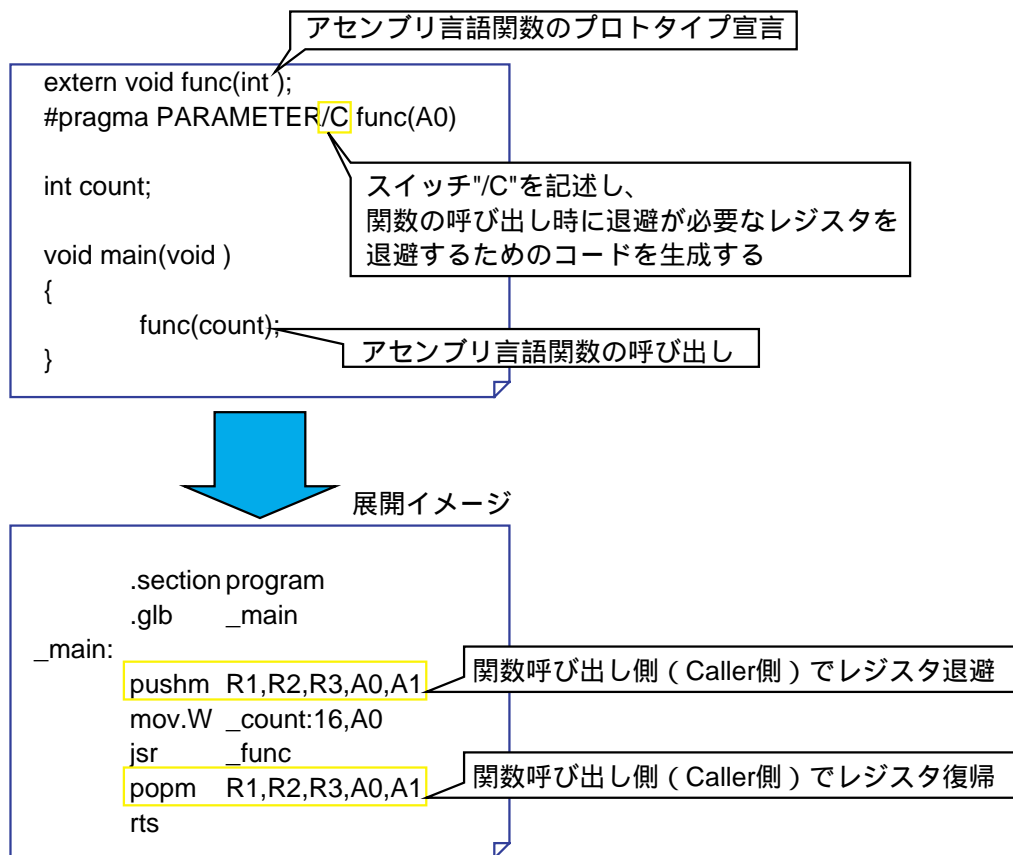 アセンブリ言語関数のプロトタイプ宣言
extern void func(int );
#pragma PARAMETER/C func(A0)
int count;
スイッチ"/C"を記述し、
関数の呼び出し時に退避が必要なレジスタを
退避するためのコードを生成する
void main(void )
{
func(count);
アセンブリ言語関数の呼び出し
}
展開イメージ
.section program
.glb _main
_main:
関数呼び出し側(Caller側)でレジスタ退避
pushm R1,R2,R3,A0,A1
mov.W _count:16,A0
jsr _func
関数呼び出し側(Caller側)でレジスタ復帰
popm R1,R2,R3,A0,A1
rts